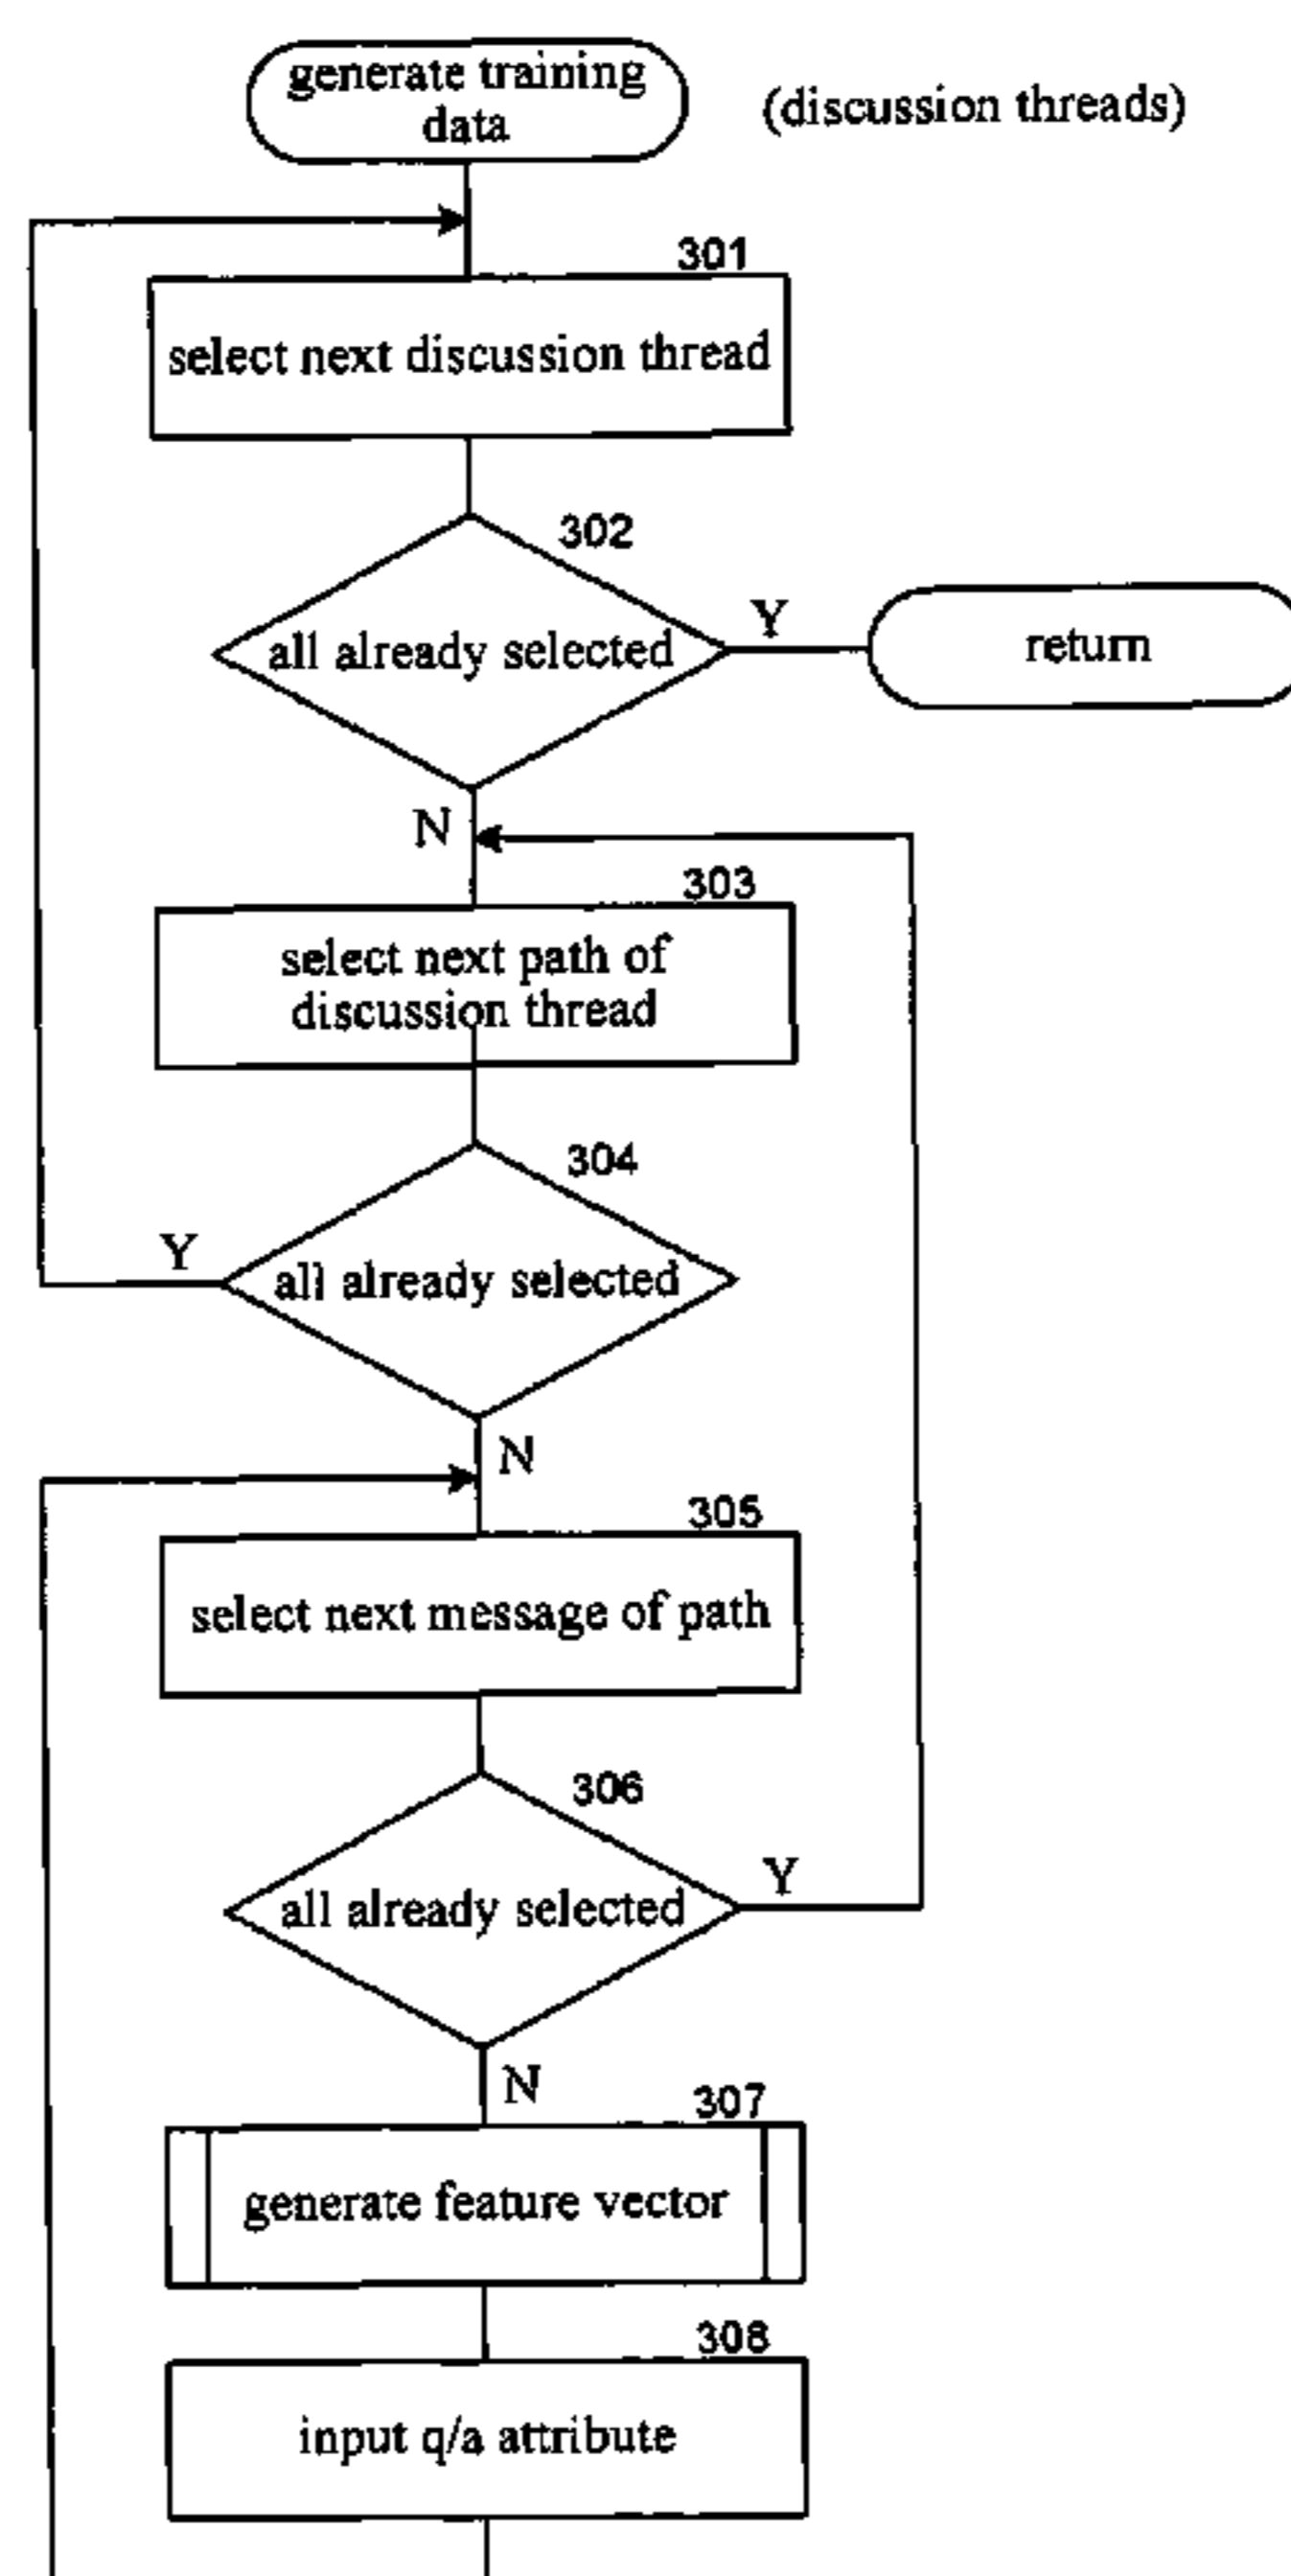 generate training
data
(discussion threads)
301
select next discussion thread
302
all already selected
Y
return
N
303
select next path of
discussion thread
304
all already selected
Y
N
305
select next message of path
306
all already selected
Y
N
307
generate feature vector
308
input q/a attribute